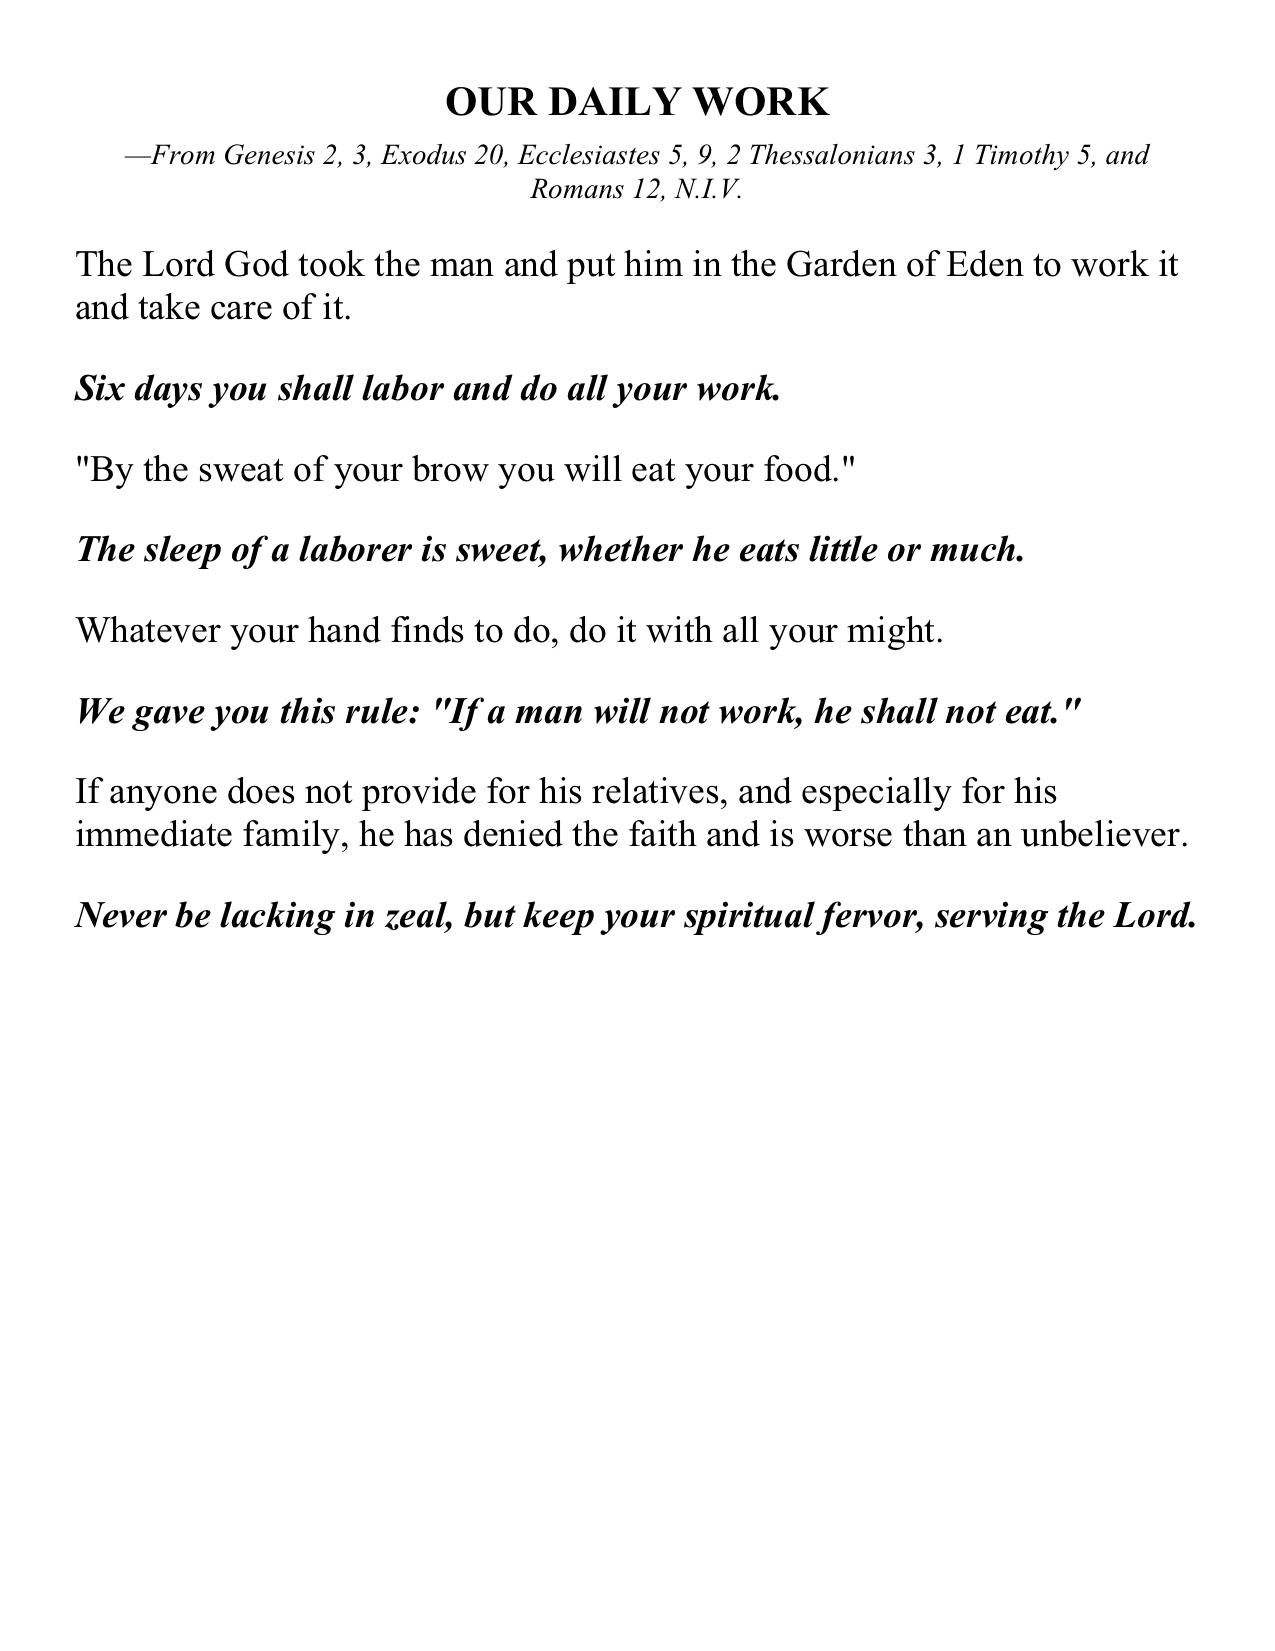 OUR DAILY WORK
—From Genesis 2, 3, Exodus 20, Ecclesiastes 5, 9, 2 Thessalonians 3, 1 Timothy 5, and
Romans 12, N.I.V.
The Lord God took the man and put him in the Garden of Eden to work it
and take care of it.
Six days you shall labor and do all your work.
"By the sweat of your brow you will eat your food."
The sleep of a laborer is sweet, whether he eats little or much.
Whatever your hand finds to do, do it with all your might.
We gave you this rule: "If a man will not work, he shall not eat."
If anyone does not provide for his relatives, and especially for his
immediate family, he has denied the faith and is worse than an unbeliever.
Never be lacking in zeal, but keep your spiritual fervor, serving the Lord.